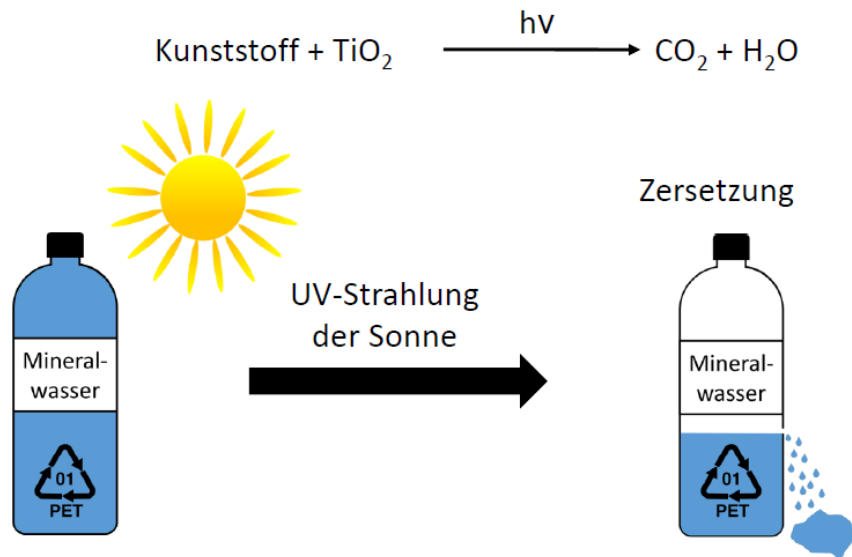 Kunststoff + TiO₂ hν CO₂ + H₂O
Zersetzung
UV-Strahlung
der Sonne
Mineral-
wasser
01
PET
Mineral-
wasser
01
PET